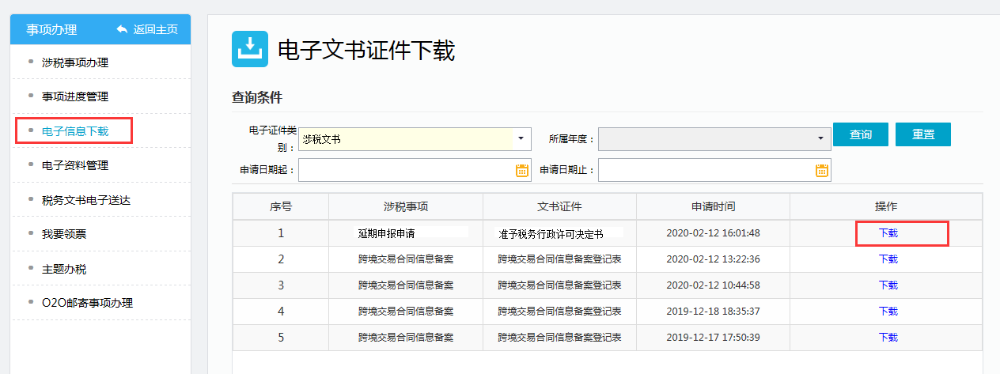 事项办理 返回主页
涉税事项办理
事项进度管理
电子信息下载
电子资料管理
税务文书电子送达
我要领票
主题办税
O2O邮寄事项办理
电子文书证件下载
查询条件
电子证件类
别： 涉税文书 所属年度： 查询 重置
申请日期起： 申请日期止：
序号 涉税事项 文书证件 申请时间 操作
1 延期申报申请 准予税务行政许可决定书 2020-02-12 16:01:48 下载
2 跨境交易合同信息备案 跨境交易合同信息备案登记表 2020-02-12 13:22:36 下载
3 跨境交易合同信息备案 跨境交易合同信息备案登记表 2020-02-12 10:44:58 下载
4 跨境交易合同信息备案 跨境交易合同信息备案登记表 2019-12-18 18:35:37 下载
5 跨境交易合同信息备案 跨境交易合同信息备案登记表 2019-12-17 17:50:39 下载